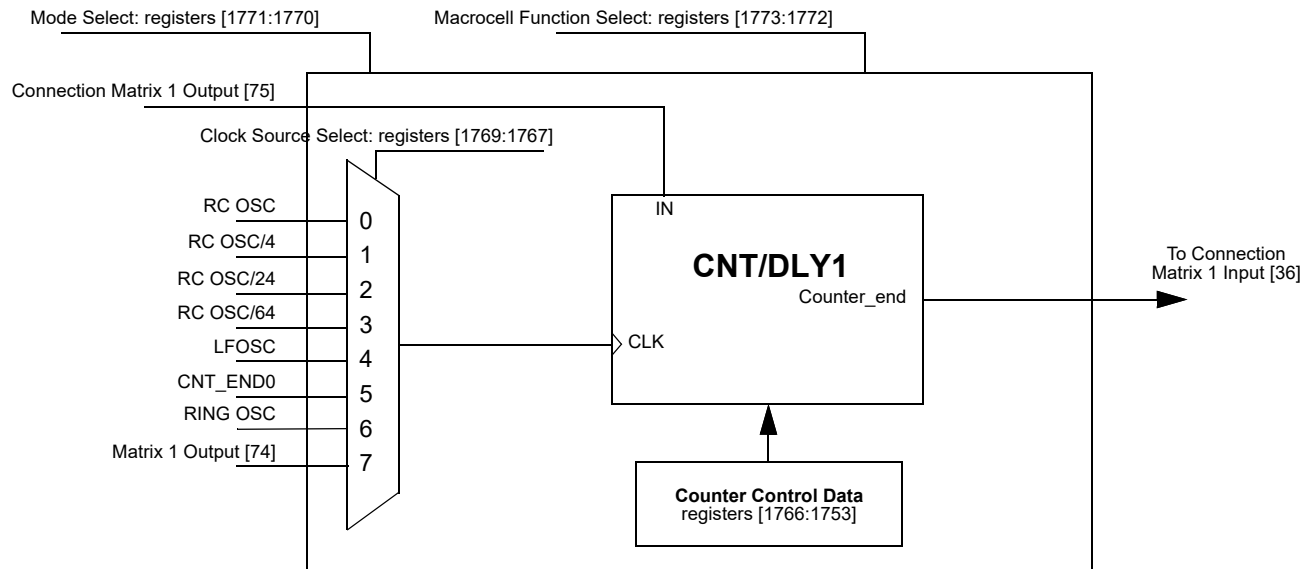 Mode Select: registers [1771:1770]
Macrocell Function Select: registers [1773:1772]
Connection Matrix 1 Output [75]
Clock Source Select: registers [1769:1767]
RC OSC
0
RC OSC/4
1
RC OSC/24
2
RC OSC/64
3
LFOSC
4
CNT_END0
5
RING OSC
6
Matrix 1 Output [74]
7
IN
CNT/DLY1
Counter_end
CLK
To Connection
Matrix 1 Input [36]
Counter Control Data
registers [1766:1753]